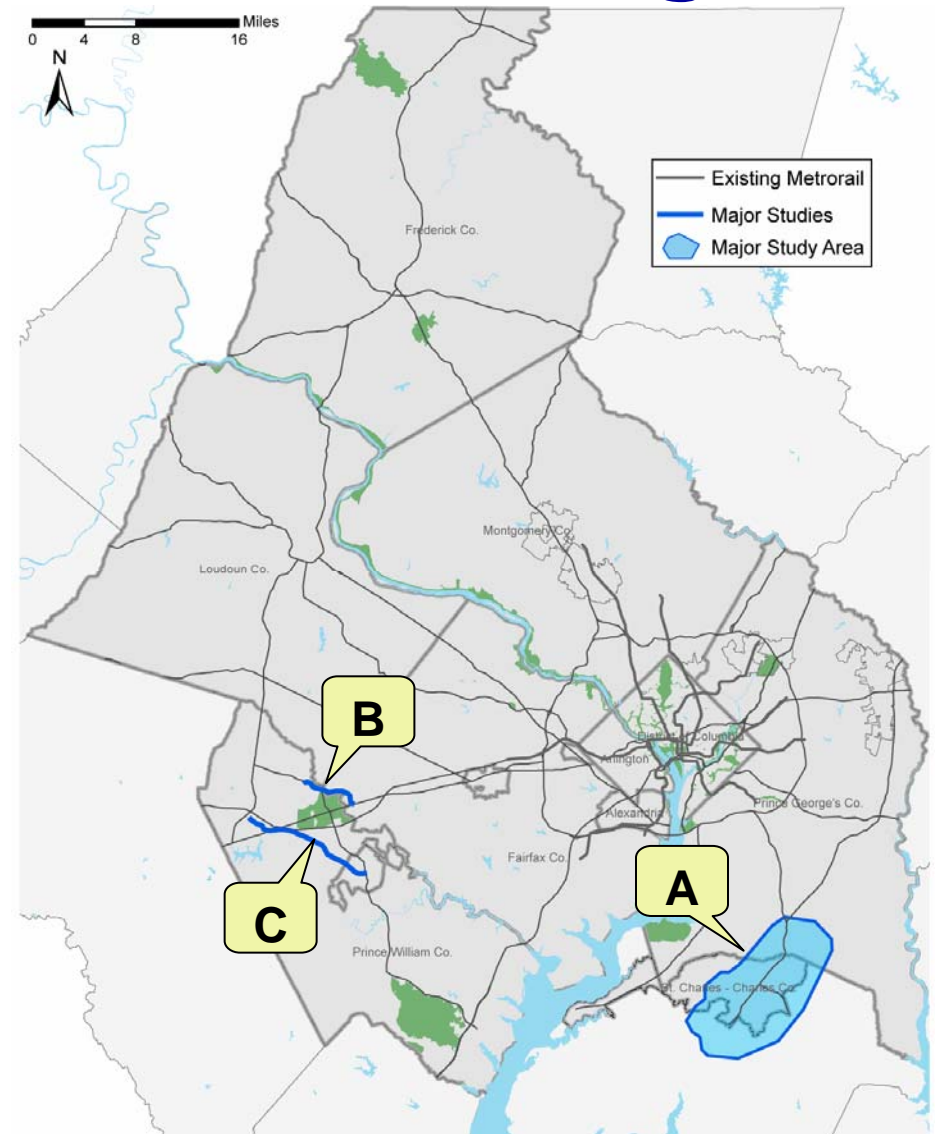 Miles
0 4 8 16
N
Existing Metrorail
Major Studies
Major Study Area
Frederick Co.
Montgomery Co.
Loudoun Co.
B
District of Columbia
Arlington
Prince George's Co.
Alexandria
Fairfax Co.
A
C
Prince William Co.
St. Charles - Charles Co.